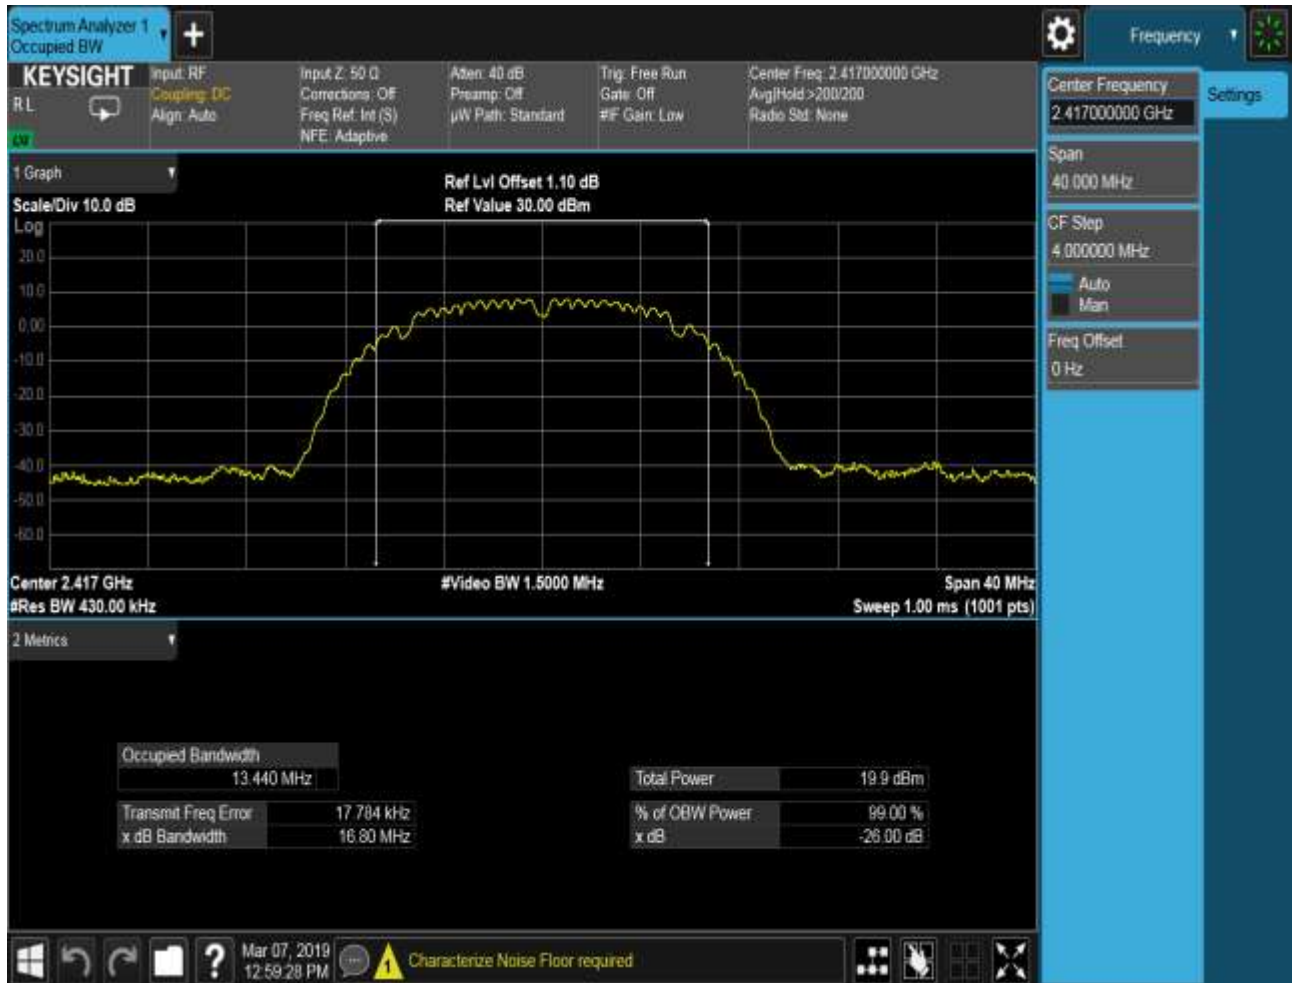 Spectrum Analyzer 1
Occupied BW
Frequency
KEYSIGHT
R L
Input: RF
Coupling: DC
Align: Auto
Input Z: 50 Ω
Corrections: Off
Freq Ref: Int (S)
NFE: Adaptive
Atten: 40 dB
Preamp: Off
µW Path: Standard
Trig: Free Run
Gate: Off
#IF Gain: Low
Center Freq: 2.417000000 GHz
Avg|Hold:>200/200
Radio Std: None
Center Frequency
2.417000000 GHz
Settings
Span
40.000 MHz
CF Step
4.000000 MHz
Auto
Man
Freq Offset
0 Hz
1 Graph
Scale/Div 10.0 dB
Ref Lvl Offset 1.10 dB
Ref Value 30.00 dBm
Log
20.0
10.0
0.00
-10.0
-20.0
-30.0
-40.0
-50.0
-60.0
Center 2.417 GHz
#Video BW 1.5000 MHz
Span 40 MHz
#Res BW 430.00 kHz
Sweep 1.00 ms (1001 pts)
2 Metrics
Occupied Bandwidth
13.440 MHz
Total Power 19.9 dBm
Transmit Freq Error 17.784 kHz
% of OBW Power 99.00 %
x dB Bandwidth 16.80 MHz
x dB -26.00 dB
?
Mar 07, 2019
12:59:28 PM
1
Characterize Noise Floor required